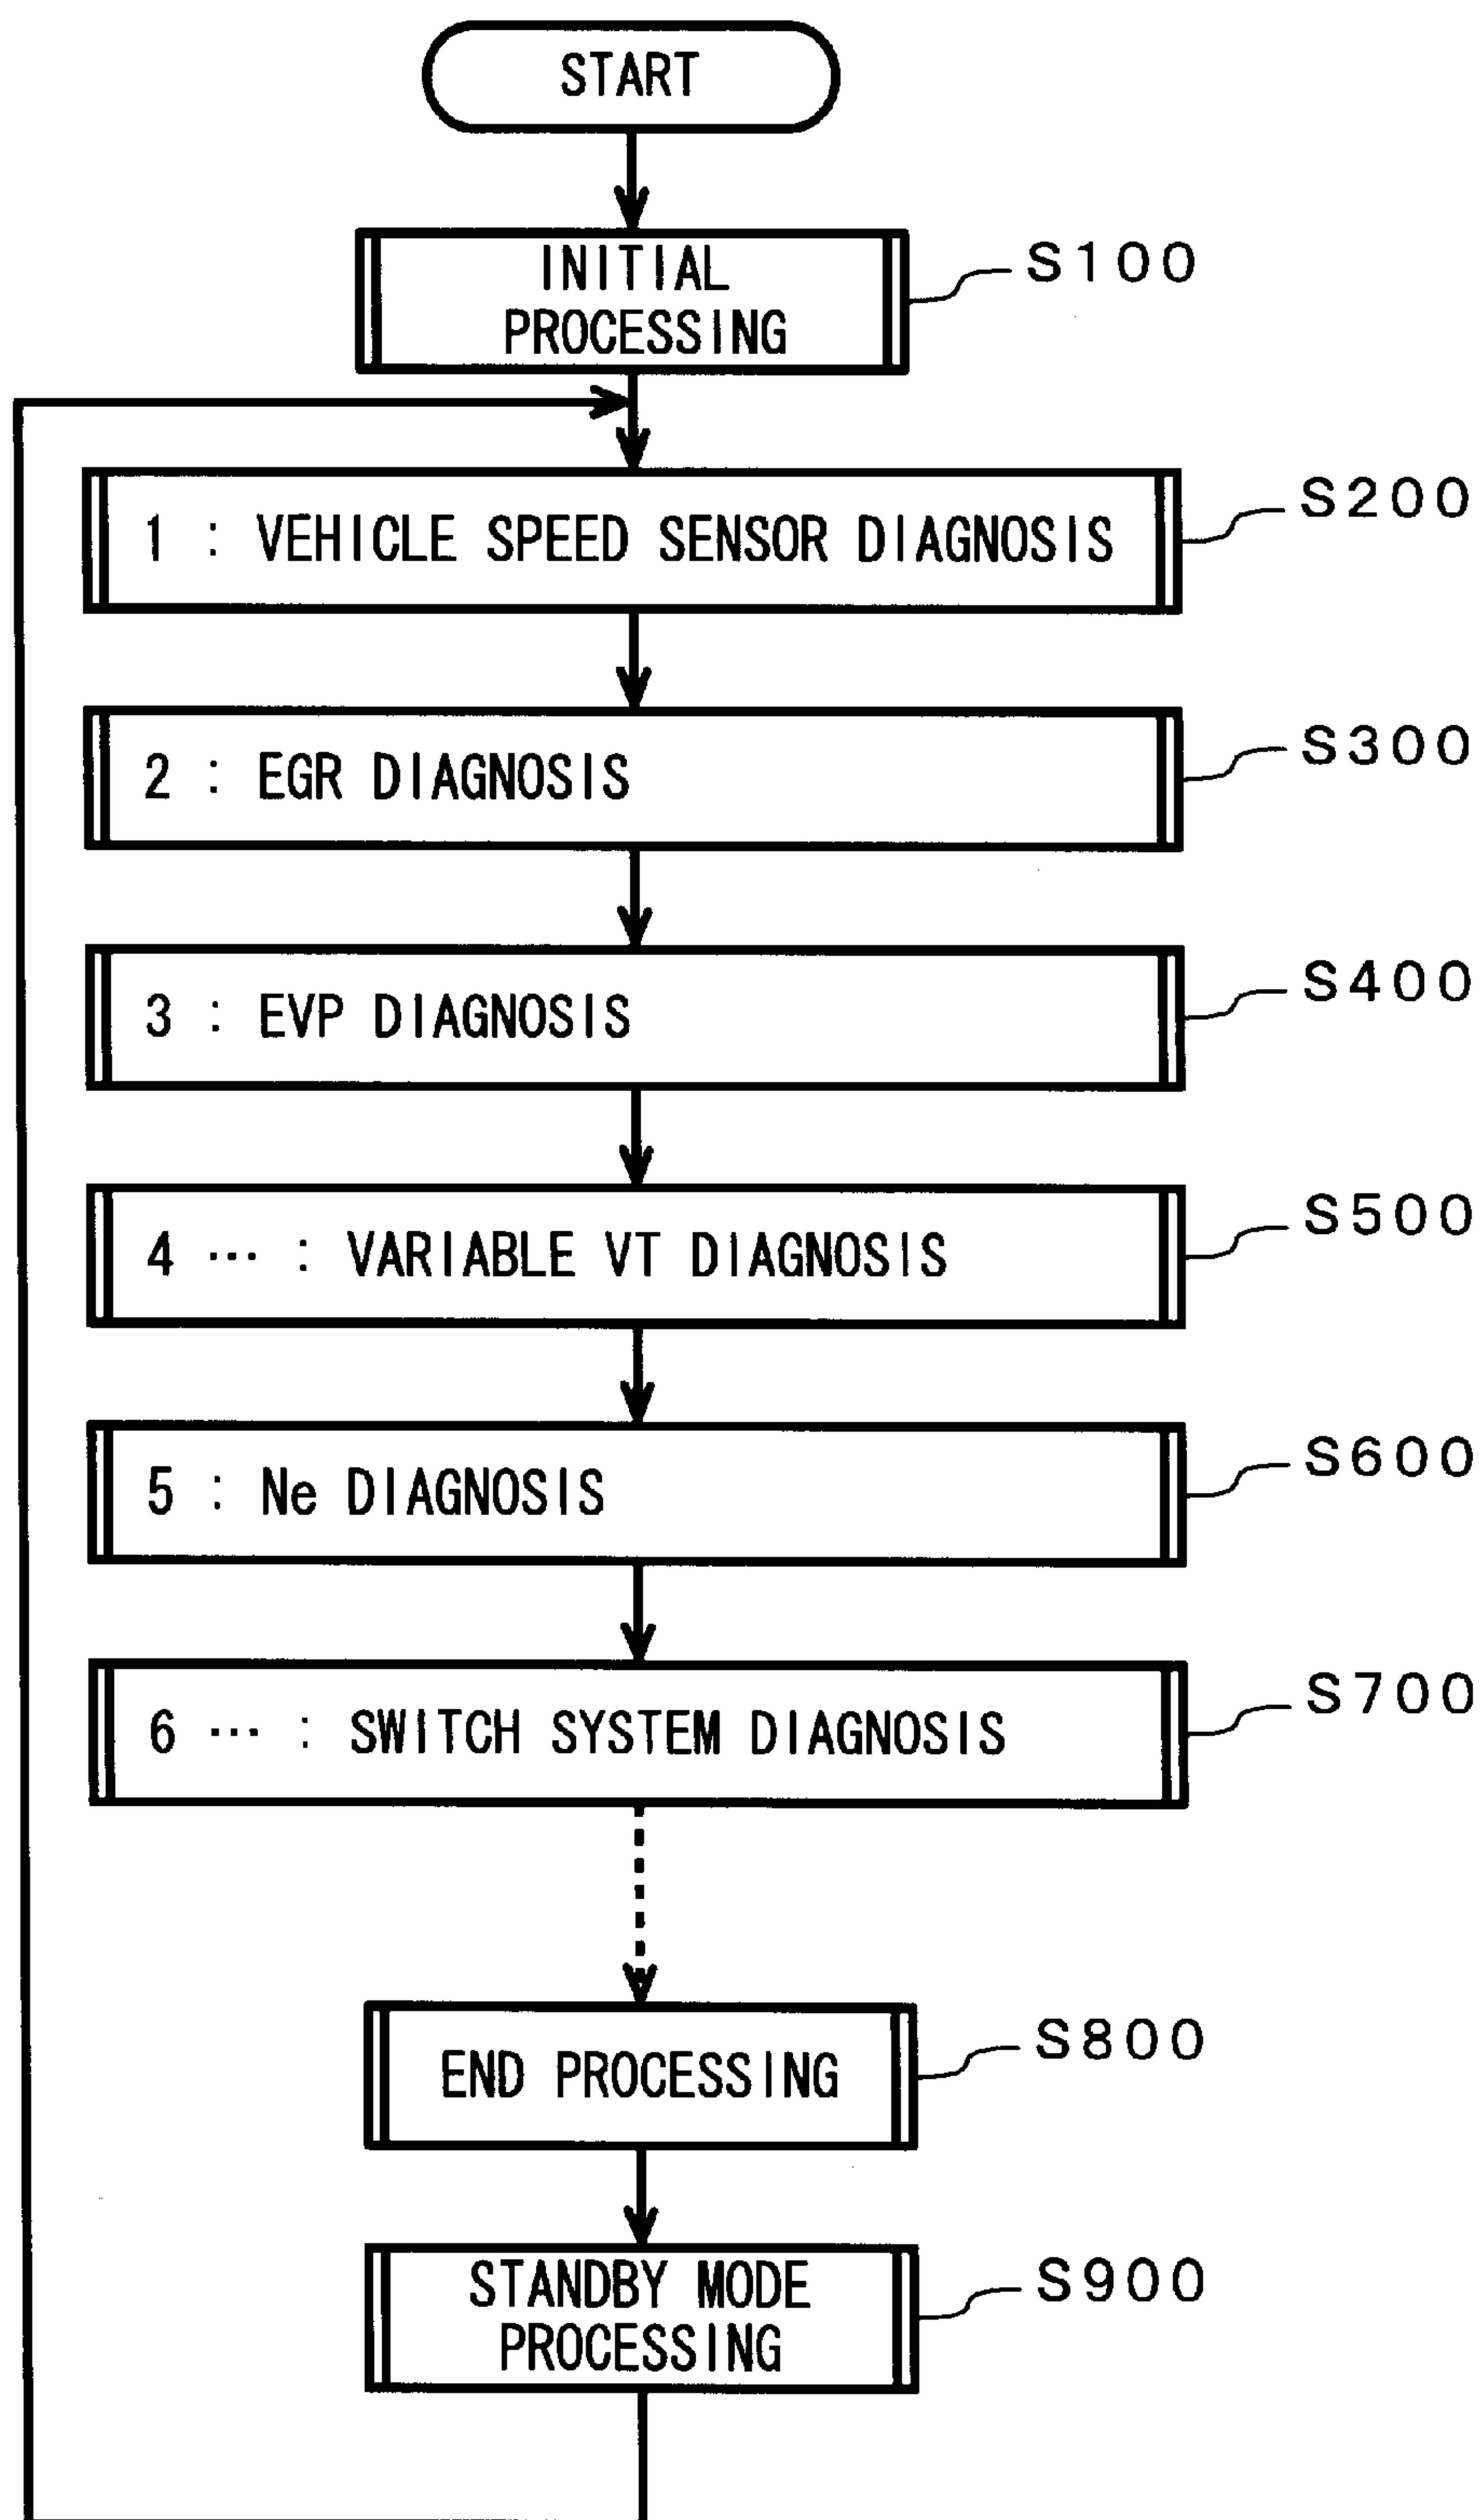 START
INITIAL
PROCESSING
S100
1 : VEHICLE SPEED SENSOR DIAGNOSIS
S200
2 : EGR DIAGNOSIS
S300
3 : EVP DIAGNOSIS
S400
4 ··· : VARIABLE VT DIAGNOSIS
S500
5 : Ne DIAGNOSIS
S600
6 ··· : SWITCH SYSTEM DIAGNOSIS
S700
END PROCESSING
S800
STANDBY MODE
PROCESSING
S900